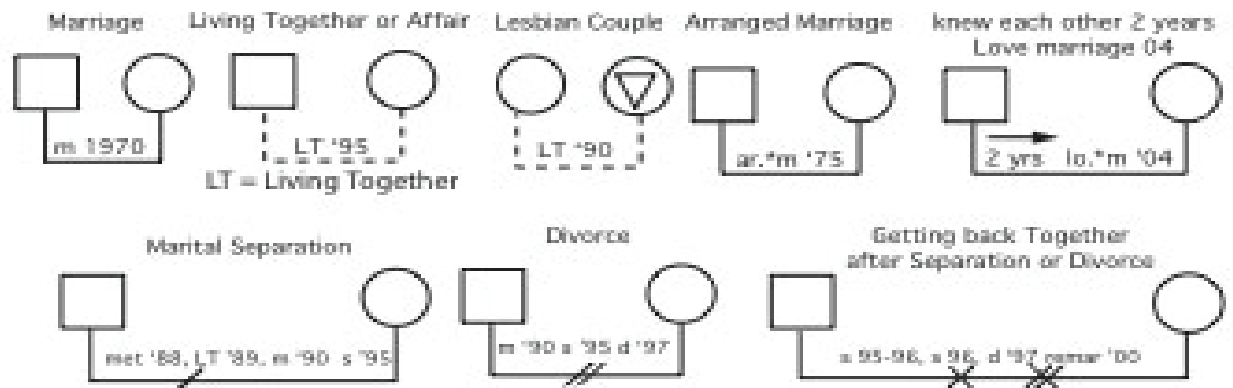 Marriage
Living Together or Affair
Lesbian Couple
Arranged Marriage
knew each other 2 years
Love marriage 04
m 1970
LT '95
LT = Living Together
LT '90
ar.*m '75
2 yrs lo.*m '04
Marital Separation
Divorce
Getting back Together
after Separation or Divorce
met '88, LT '89, m '90 s '95
m '90 s '95 d '97
s 95-96, s 96, d '97 remar '00